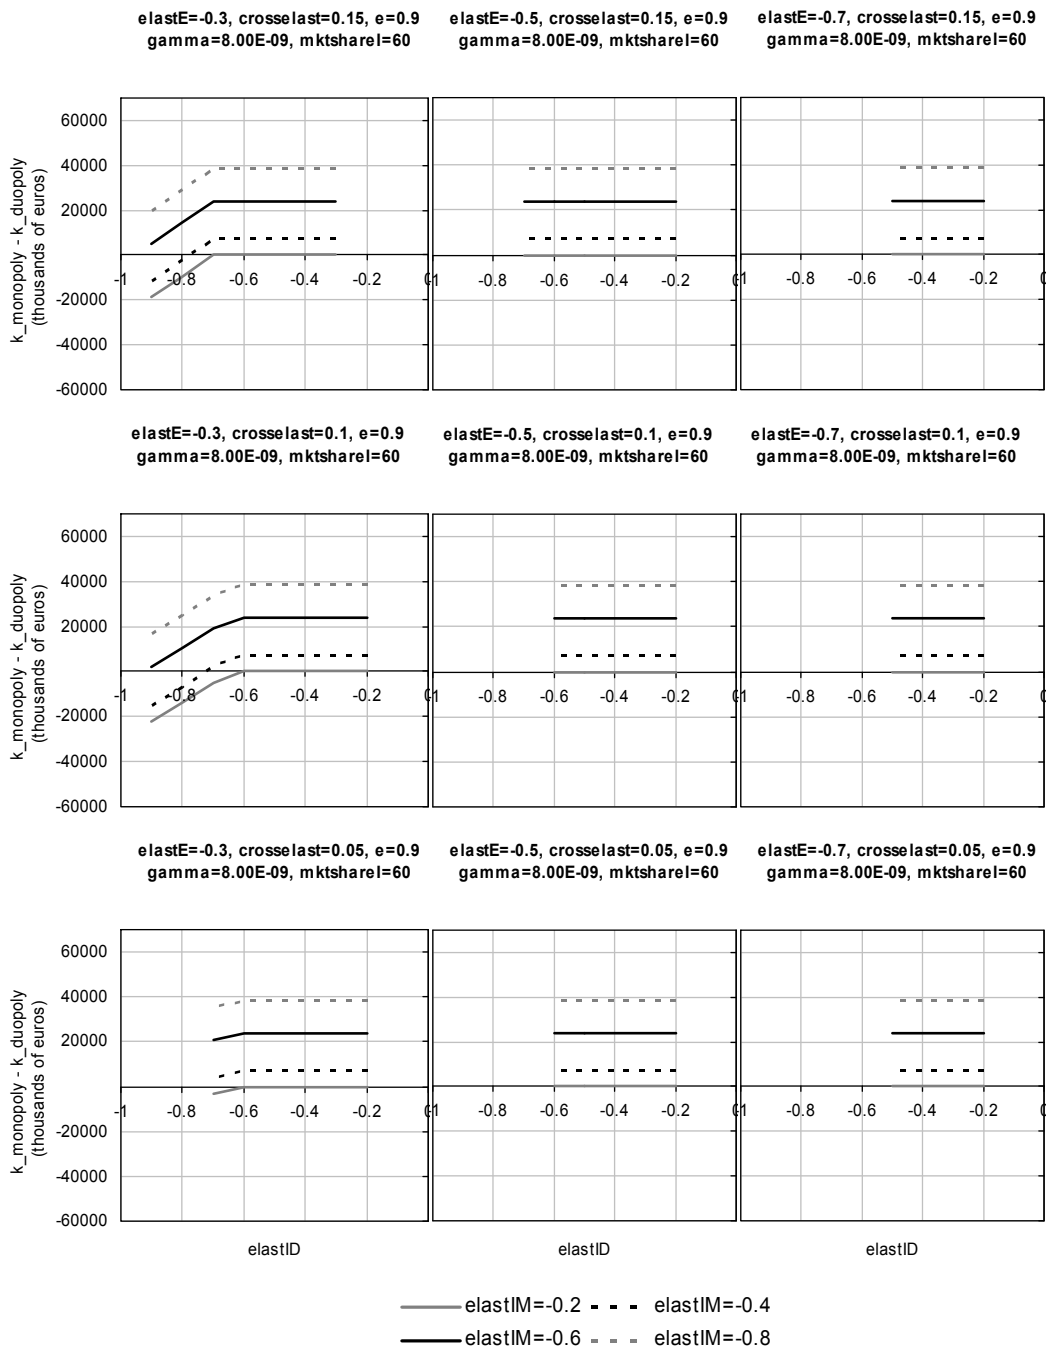 elastE=-0.3, crosselast=0.15, e=0.9
gamma=8.00E-09, mktshareI=60
elastE=-0.5, crosselast=0.15, e=0.9
gamma=8.00E-09, mktshareI=60
elastE=-0.7, crosselast=0.15, e=0.9
gamma=8.00E-09, mktshareI=60
k_monopoly - k_duopoly
(thousands of euros)
60000
40000
20000
0
-20000
-40000
-60000
-1 -0.8 -0.6 -0.4 -0.2 0
-1 -0.8 -0.6 -0.4 -0.2 0
-1 -0.8 -0.6 -0.4 -0.2 0
elastE=-0.3, crosselast=0.1, e=0.9
gamma=8.00E-09, mktshareI=60
elastE=-0.5, crosselast=0.1, e=0.9
gamma=8.00E-09, mktshareI=60
elastE=-0.7, crosselast=0.1, e=0.9
gamma=8.00E-09, mktshareI=60
k_monopoly - k_duopoly
(thousands of euros)
60000
40000
20000
0
-20000
-40000
-60000
-1 -0.8 -0.6 -0.4 -0.2 0
-1 -0.8 -0.6 -0.4 -0.2 0
-1 -0.8 -0.6 -0.4 -0.2 0
elastE=-0.3, crosselast=0.05, e=0.9
gamma=8.00E-09, mktshareI=60
elastE=-0.5, crosselast=0.05, e=0.9
gamma=8.00E-09, mktshareI=60
elastE=-0.7, crosselast=0.05, e=0.9
gamma=8.00E-09, mktshareI=60
k_monopoly - k_duopoly
(thousands of euros)
60000
40000
20000
0
-20000
-40000
-60000
-1 -0.8 -0.6 -0.4 -0.2 0
-1 -0.8 -0.6 -0.4 -0.2 0
-1 -0.8 -0.6 -0.4 -0.2 0
elastID
elastID
elastID
elastIM=-0.2
elastIM=-0.4
elastIM=-0.6
elastIM=-0.8